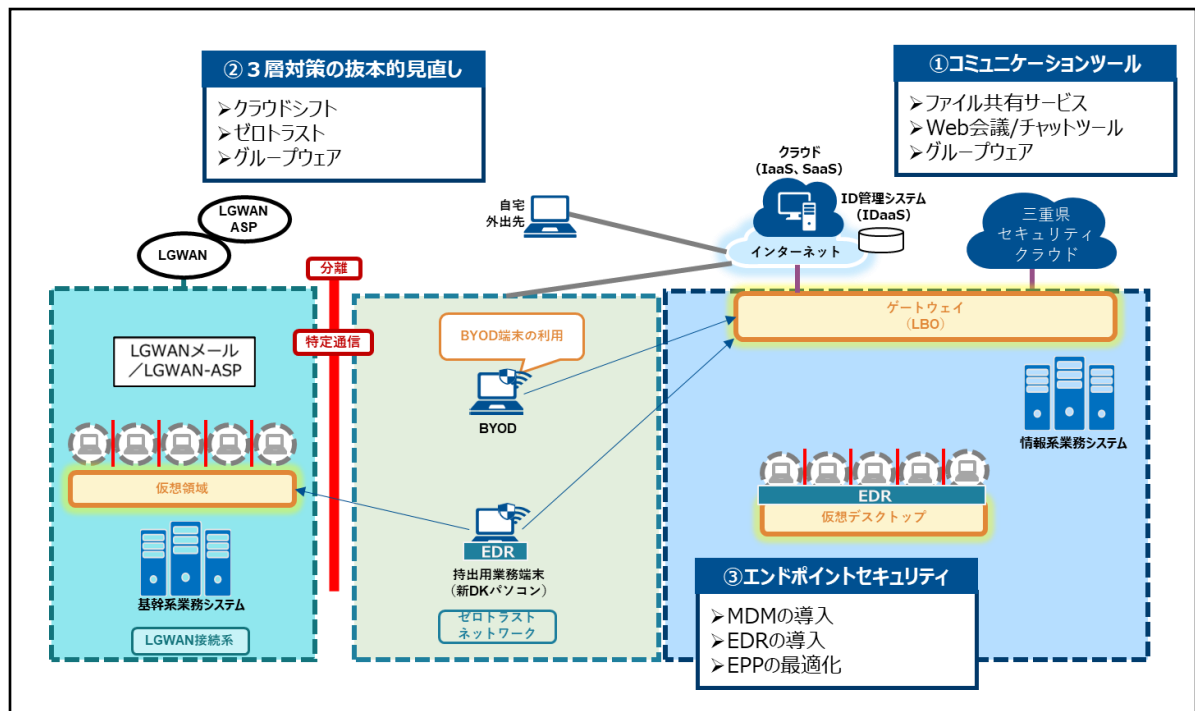 ②３層対策の抜本的見直し
➢クラウドシフト
➢ゼロトラスト
➢グループウェア
①コミュニケーションツール
➢ファイル共有サービス
➢Web会議/チャットツール
➢グループウェア
LGWAN
ASP
LGWAN
自宅
外出先
クラウド
（IaaS、SaaS）
ID管理システム
（IDaaS）
インターネット
三重県
セキュリティ
クラウド
分離
特定通信
ゲートウェイ
（LBO）
LGWANメール
／LGWAN-ASP
BYOD端末の利用
BYOD
情報系業務システム
仮想領域
EDR
仮想デスクトップ
EDR
持出用業務端末
（新DKパソコン）
基幹系業務システム
LGWAN接続系
ゼロトラスト
ネットワーク
③エンドポイントセキュリティ
➢MDMの導入
➢EDRの導入
➢EPPの最適化